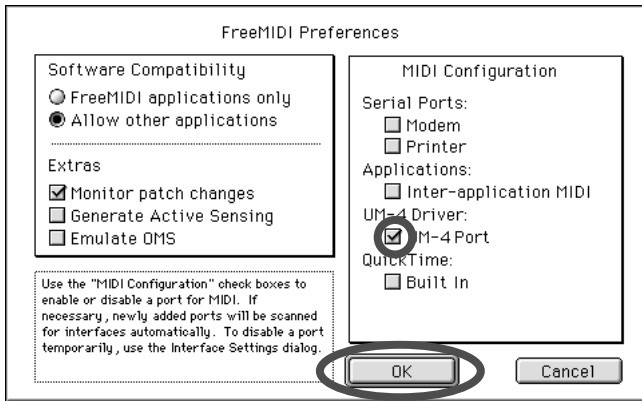 FreeMIDI Preferences
Software Compatibility
FreeMIDI applications only
Allow other applications
Extras
Monitor patch changes
Generate Active Sensing
Emulate OMS
Use the "MIDI Configuration" check boxes to
enable or disable a port for MIDI. If
necessary, newly added ports will be scanned
for interfaces automatically. To disable a port
temporarily, use the Interface Settings dialog.
MIDI Configuration
Serial Ports:
Modem
Printer
Applications:
Inter-application MIDI
UM-4 Driver:
UM-4 Port
QuickTime:
Built In
OK
Cancel